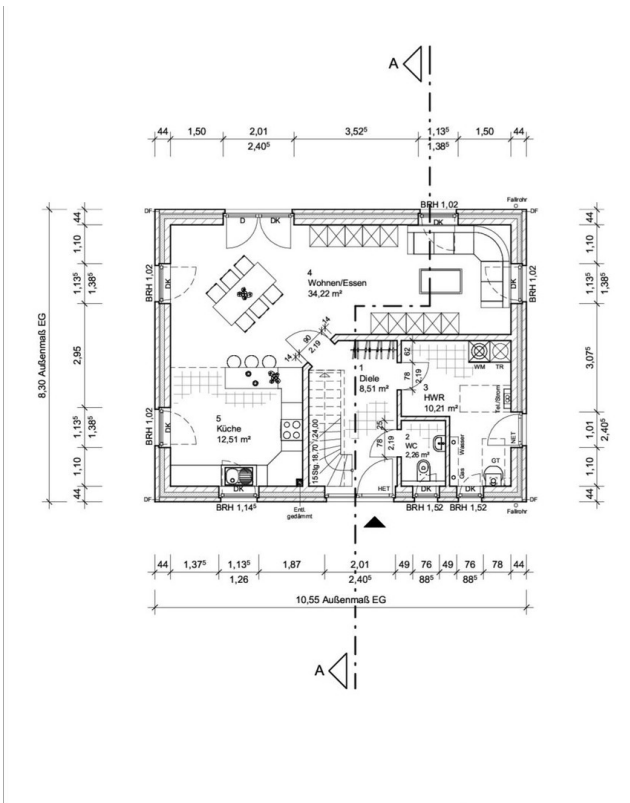 A
44 1,50 2,01 3,52⁵ 1,13⁵ 1,50 44
2,40⁵ 1,38⁵
Fallrohr
BRH 1,02
DF D DK DK DF
44 1,10 1,13⁵ 2,95 1,13⁵ 1,10 44
1,38⁵ 1,38⁵
8,30 Außenmaß EG
BRH 1,02
DK
BRH 1,02
DK
4
Wohnen/Essen
34,22 m²
DK
BRH 1,02
44 1,10 1,13⁵ 3,07⁵ 1,01 1,10 44
1,38⁵ 2,40⁵
14
90
2,19
14
1
Diele
8,51 m²
62
78
2,19
WM TR
3
HWR
10,21 m²
Tel./Strom
5
Küche
12,51 m²
15Stg.18,70/24,00
25
78
2,19
2
WC
2,26 m²
Wasser
Gas
GT
NET
HET
DF DK DK DK DF
BRH 1,14⁵
Entl.
gedämmt
BRH 1,52 BRH 1,52
Fallrohr
44 1,37⁵ 1,13⁵ 1,87 2,01 49 76 49 76 78 44
1,26 2,40⁵ 88⁵ 88⁵
10,55 Außenmaß EG
A